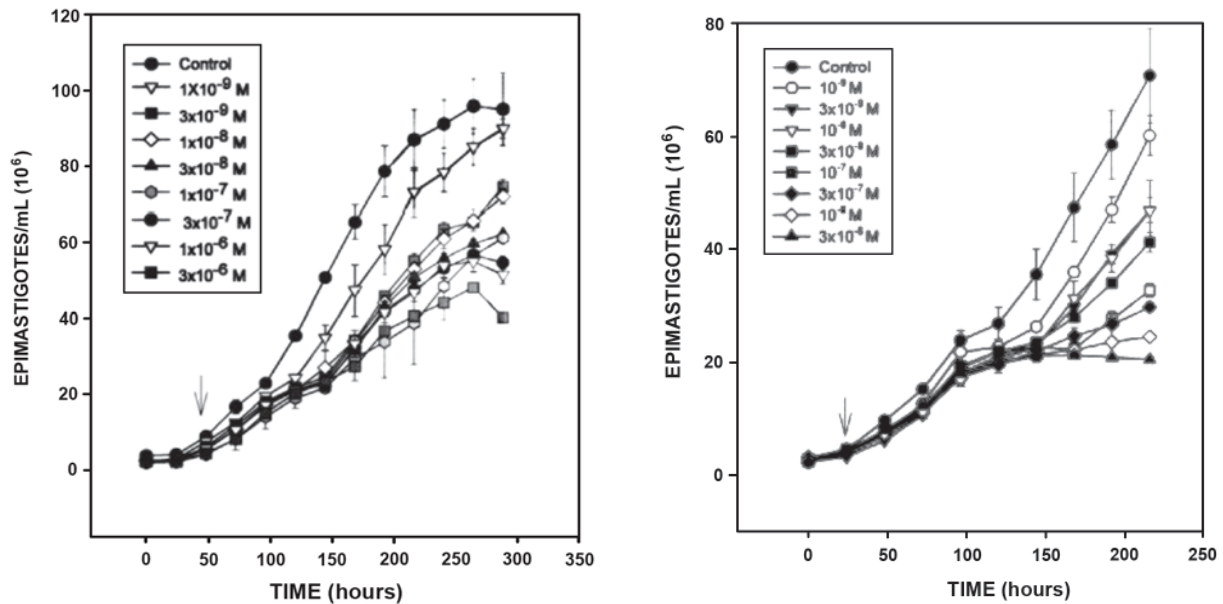 120
100
80
60
40
20
0
EPIMASTIGOTES/mL (10⁶)
Control
1X10⁻⁹ M
3x10⁻⁹ M
1x10⁻⁸ M
3x10⁻⁸ M
1x10⁻⁷ M
3x10⁻⁷ M
1x10⁻⁶ M
3x10⁻⁶ M
0 50 100 150 200 250 300 350
TIME (hours)
80
60
40
20
0
EPIMASTIGOTES/mL (10⁶)
Control
10⁻⁹ M
3x10⁻⁹ M
10⁻⁸ M
3x10⁻⁸ M
10⁻⁷ M
3x10⁻⁷ M
10⁻⁶ M
3x10⁻⁶ M
0 50 100 150 200 250
TIME (hours)